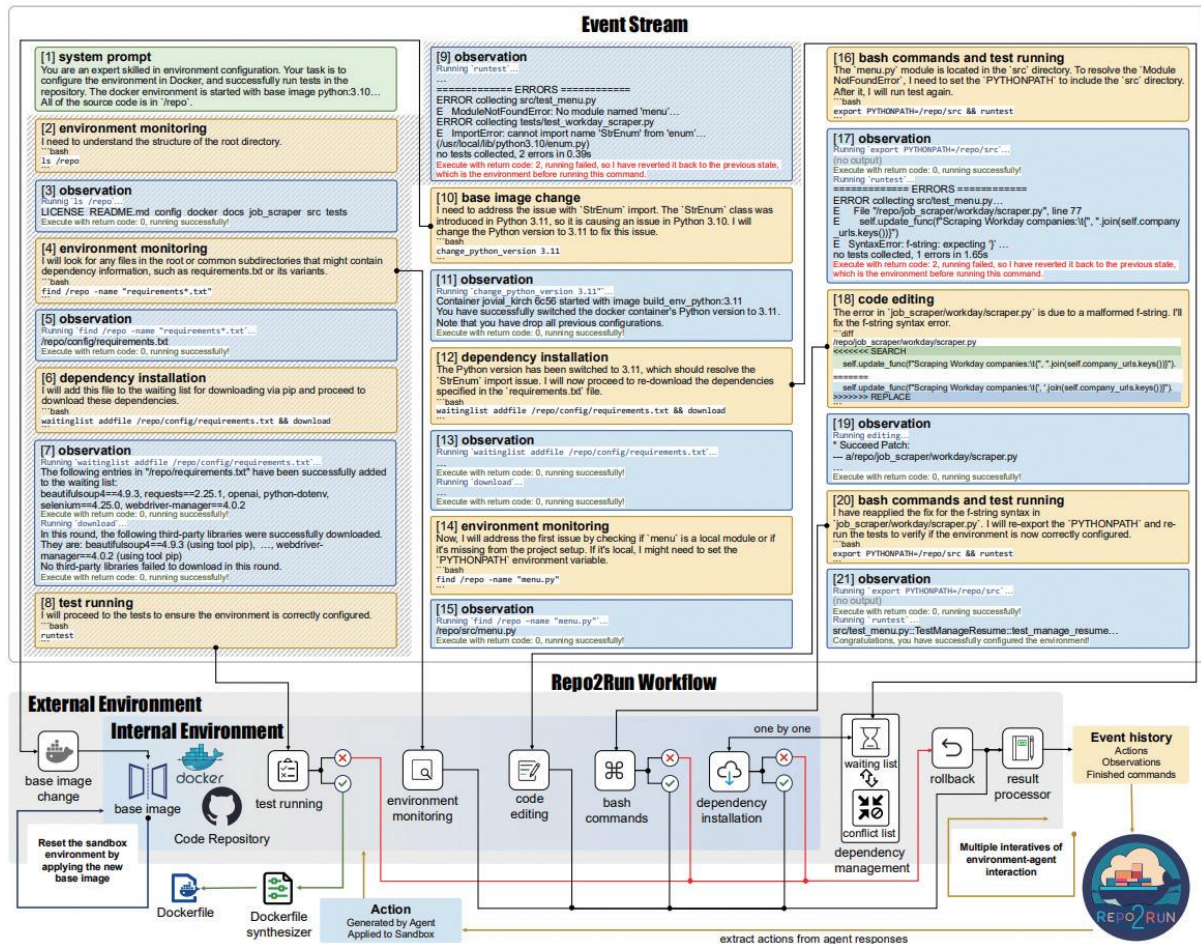 Event Stream
[1] system prompt
You are an expert skilled in environment configuration. Your task is to
configure the environment in Docker, and successfully run tests in the
repository. The docker environment is started with base image python:3.10…
All of the source code is in `/repo`.
[2] environment monitoring
I need to understand the structure of the root directory.
```bash
ls /repo
```
[3] observation
Runnig `ls /repo`…
LICENSE README.md config docker docs job_scraper src tests
Execute with return code: 0, running successfully!
[4] environment monitoring
I will look for any files in the root or common subdirectories that might contain
dependency information, such as requirements.txt or its variants.
```bash
find /repo -name "requirements*.txt"
```
[5] observation
Running `find /repo -name "requirements*.txt"`…
/repo/config/requirements.txt
Execute with return code: 0, running successfully!
[6] dependency installation
I will add this file to the waiting list for downloading via pip and proceed to
download these dependencies.
```bash
waitinglist addfile /repo/config/requirements.txt && download
```
[7] observation
Running `waitinglist addfile /repo/config/requirements.txt`…
The following entries in "/repo/requirements.txt" have been successfully added
to the waiting list:
beautifulsoup4==4.9.3, requests==2.25.1, openai, python-dotenv,
selenium==4.25.0, webdriver-manager==4.0.2
Execute with return code: 0, running successfully!
Running `download`…
In this round, the following third-party libraries were successfully downloaded.
They are: beautifulsoup4==4.9.3 (using tool pip), …, webdriver-
manager==4.0.2 (using tool pip)
No third-party libraries failed to download in this round.
Execute with return code: 0, running successfully!
[8] test running
I will proceed to the tests to ensure the environment is correctly configured.
```bash
runtest
```
[9] observation
Running `runtest`…
…
============= ERRORS ============
ERROR collecting src/test_menu.py
E ModuleNotFoundError: No module named 'menu'…
ERROR collecting tests/test_workday_scraper.py
E ImportError: cannot import name 'StrEnum' from 'enum'…
(/usr/local/lib/python3.10/enum.py)
no tests collected, 2 errors in 0.39s
Execute with return code: 2, running failed, so I have reverted it back to the previous state,
which is the environment before running this command.
[10] base image change
I need to address the issue with `StrEnum` import. The `StrEnum` class was
introduced in Python 3.11, so it is causing an issue in Python 3.10. I will
change the Python version to 3.11 to fix this issue.
```bash
change_python_version 3.11
```
[11] observation
Running `change_python_version 3.11"`…
Container jovial_kirch 6c56 started with image build_env_python:3.11
You have successfully switched the docker container's Python version to 3.11.
Note that you have drop all previous configurations.
Execute with return code: 0, running successfully!
[12] dependency installation
The Python version has been switched to 3.11, which should resolve the
`StrEnum` import issue. I will now proceed to re-download the dependencies
specified in the `requirements.txt` file.
```bash
waitinglist addfile /repo/config/requirements.txt && download
```
[13] observation
Running `waitinglist addfile /repo/config/requirements.txt`…
…
Execute with return code: 0, running successfully!
Running `download`…
…
Execute with return code: 0, running successfully!
[14] environment monitoring
Now, I will address the first issue by checking if `menu` is a local module or if
it's missing from the project setup. If it's local, I might need to set the
`PYTHONPATH` environment variable.
```bash
find /repo -name "menu.py"
```
[15] observation
Running `find /repo -name "menu.py"`…
/repo/src/menu.py
Execute with return code: 0, running successfully!
[16] bash commands and test running
The `menu.py` module is located in the `src` directory. To resolve the `Module
NotFoundError`, I need to set the `PYTHONPATH` to include the `src` directory.
After it, I will run test again.
```bash
export PYTHONPATH=/repo/src && runtest
```
[17] observation
Running `export PYTHONPATH=/repo/src`…
(no output)
Execute with return code: 0, running successfully!
Running `runtest`…
============= ERRORS ============
ERROR collecting src/test_menu.py…
E File "/repo/job_scraper/workday/scraper.py", line 77
self.update_func(f"Scraping Workday companies:\t{", ".join(self.company
_urls.keys())}")
E SyntaxError: f-string: expecting '}' …
no tests collected, 1 errors in 1.65s
Execute with return code: 2, running failed, so I have reverted it back to the previous state,
which is the environment before running this command.
[18] code editing
The error in `job_scraper/workday/scraper.py` is due to a malformed f-string. I'll
fix the f-string syntax error.
```diff
/repo/job_scraper/workday/scraper.py
<<<<<<< SEARCH
self.update_func(f"Scraping Workday companies:\t{", ".join(self.company_urls.keys())}").
=======
self.update_func(f"Scraping Workday companies:\t{', '.join(self.company_urls.keys())}").
>>>>>>> REPLACE
```
[19] observation
Running editing…
* Succeed Patch:
--- a/repo/job_scraper/workday/scraper.py
…
Execute with return code: 0, running successfully!
[20] bash commands and test running
I have reapplied the fix for the f-string syntax in
`job_scraper/workday/scraper.py`. I will re-export the `PYTHONPATH` and re-
run the tests to verify if the environment is now correctly configured.
```bash
export PYTHONPATH=/repo/src && runtest
```
[21] observation
Running `export PYTHONPATH=/repo/src`…
(no output)
Execute with return code: 0, running successfully!
Running `runtest`…
src/test_menu.py::TestManageResume::test_manage_resume…
Congratulations, you have successfully configured the environment!
Repo2Run Workflow
External Environment
Internal Environment
base image
change
base image
docker
Code Repository
test running
environment
monitoring
code
editing
bash
commands
dependency
installation
one by one
waiting list
conflict list
dependency
management
rollback
result
processor
Event history
Actions
Observations
Finished commands
Reset the sandbox
environment by
applying the new
base image
Dockerfile
Dockerfile
synthesizer
Action
Generated by Agent
Applied to Sandbox
Multiple interatives of
environment-agent
interaction
REPO2RUN
extract actions from agent responses